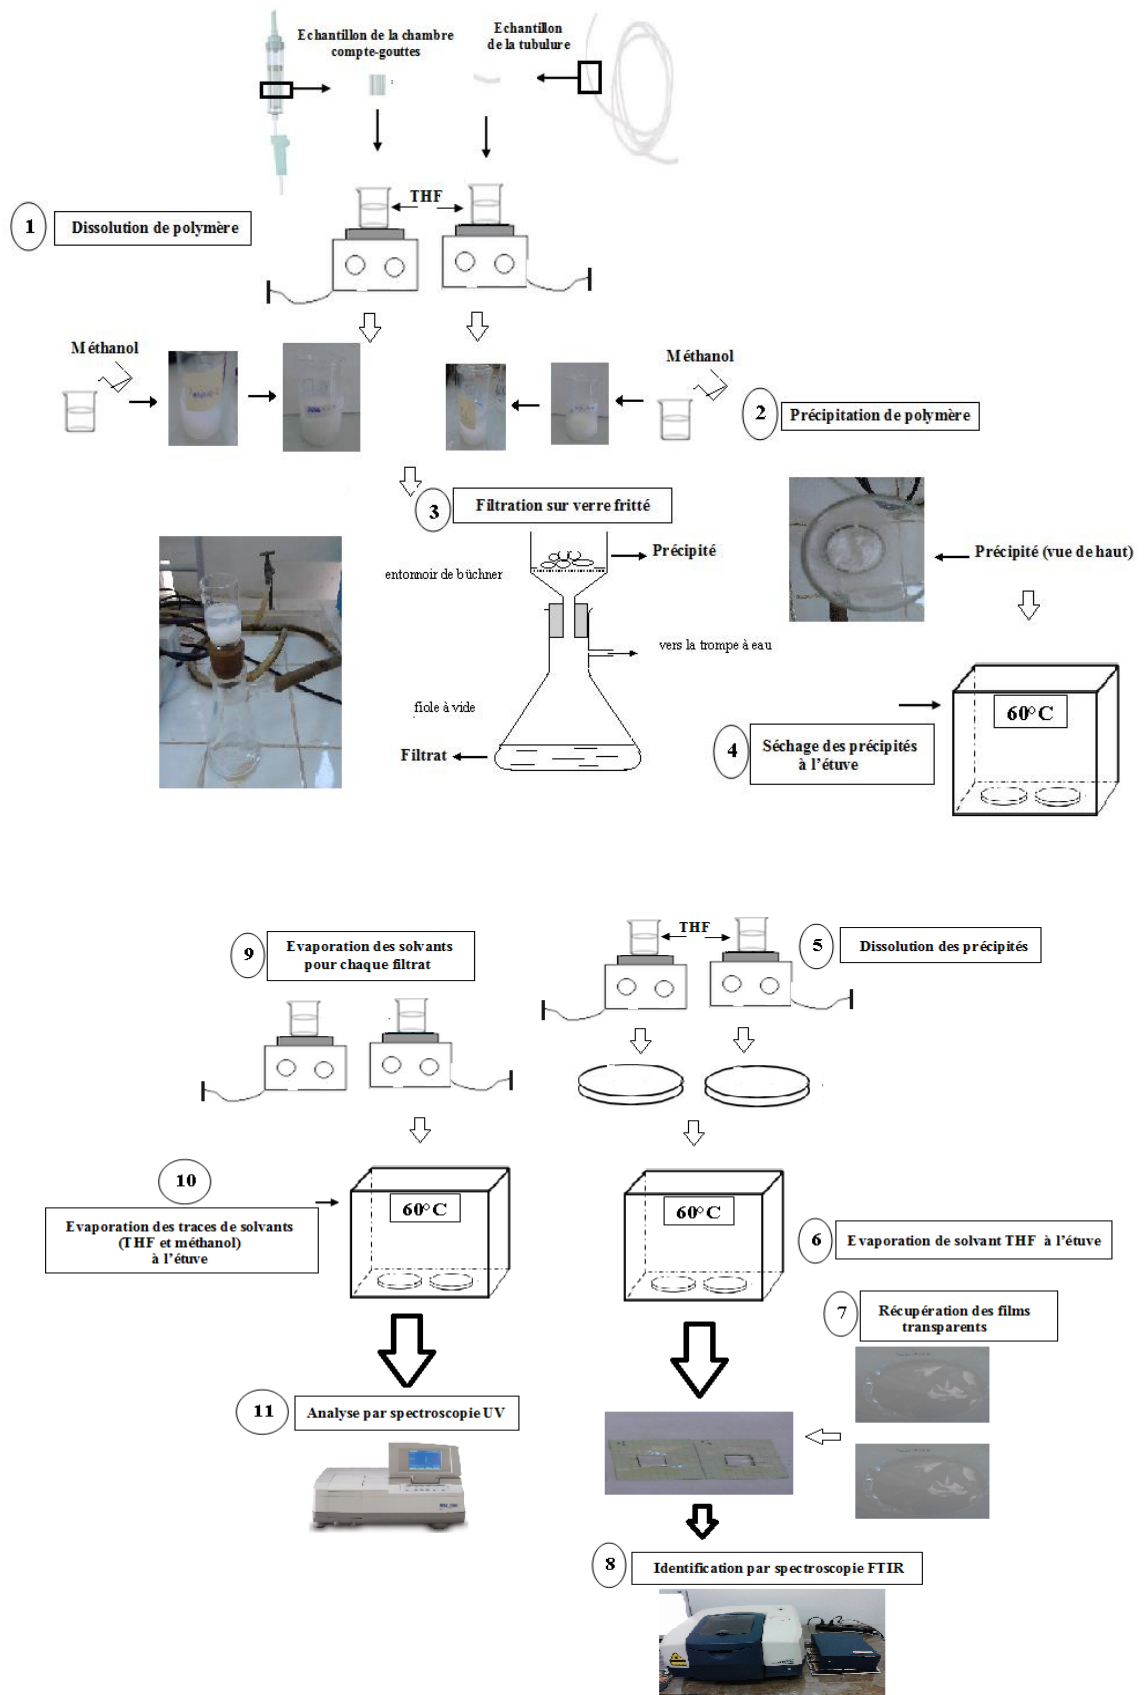 Echantillon de la chambre
compte-gouttes
Echantillon
de la tubulure
THF
1
Dissolution de polymère
Méthanol
Méthanol
2
Précipitation de polymère
3
Filtration sur verre fritté
Précipité
entonnoir de büchner
Précipité (vue de haut)
vers la trompe à eau
fiole à vide
Filtrat
60°C
4
Séchage des précipités
à l'étuve
9
Evaporation des solvants
pour chaque filtrat
THF
5
Dissolution des précipités
10
Evaporation des traces de solvants
(THF et méthanol)
à l'étuve
60°C
60°C
6
Evaporation de solvant THF à l'étuve
7
Récupération des films
transparents
11
Analyse par spectroscopie UV
8
Identification par spectroscopie FTIR